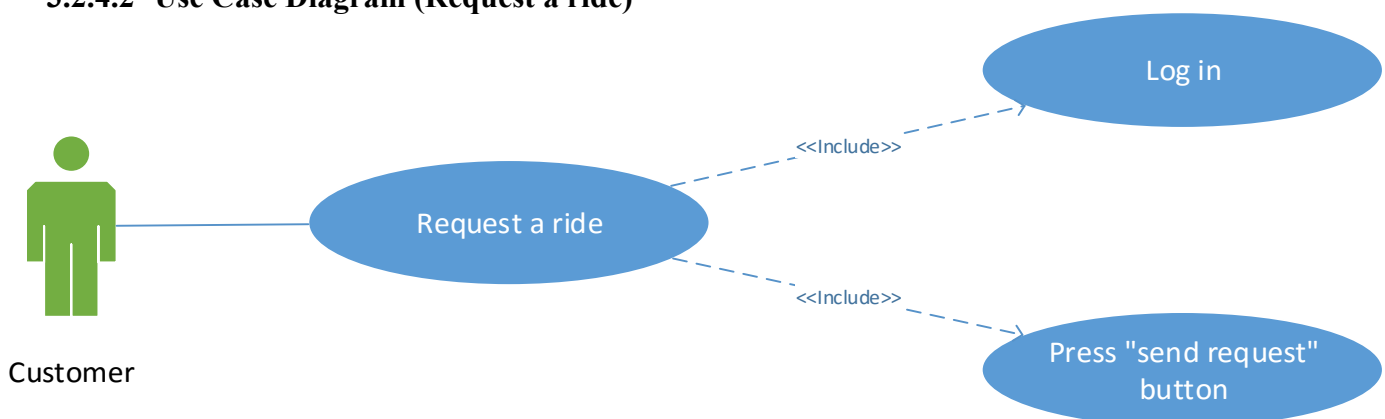 3.2.4.2 Use Case Diagram (Request a ride)
Log in
<<Include>>
Request a ride
<<Include>>
Press "send request"
button
Customer